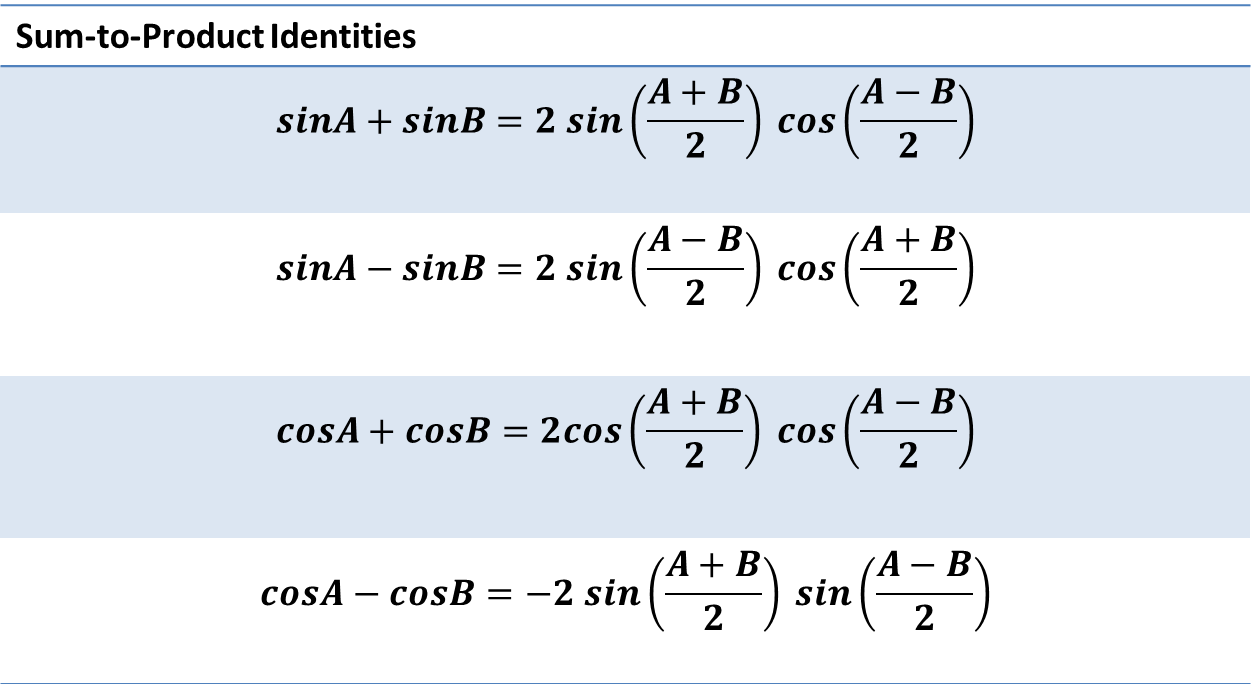 Sum-to-Product Identities
sinA + sinB = 2 sin((A + B)/2) cos((A − B)/2)
sinA − sinB = 2 sin((A − B)/2) cos((A + B)/2)
cosA + cosB = 2cos((A + B)/2) cos((A − B)/2)
cosA − cosB = −2 sin((A + B)/2) sin((A − B)/2)